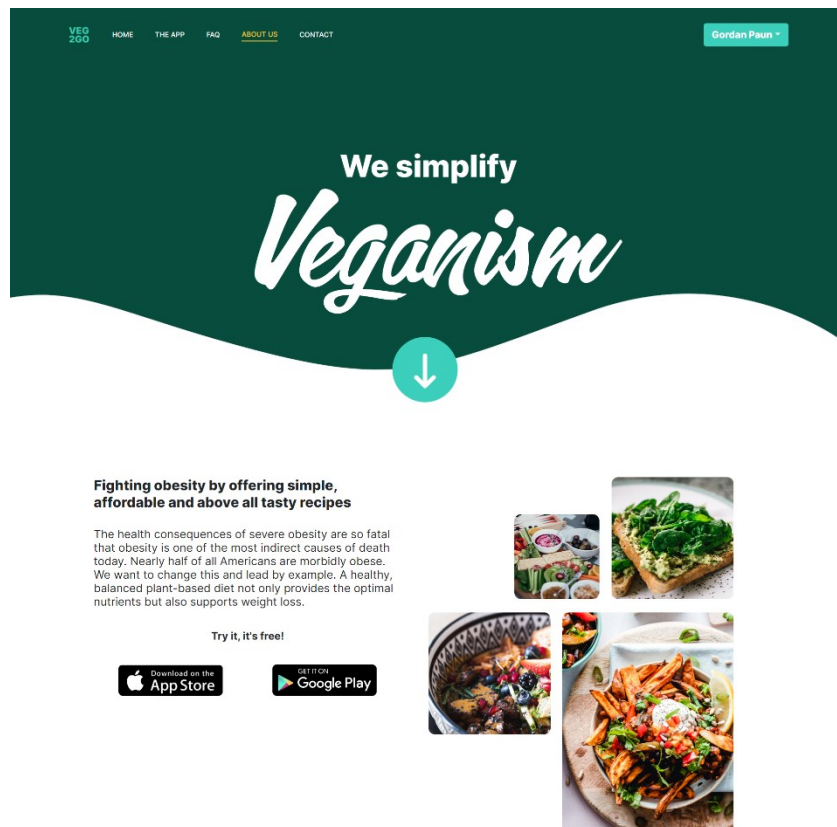 VEG
2GO
HOME THE APP FAQ ABOUT US CONTACT
Gordan Paun
We simplify
Veganism
Fighting obesity by offering simple,
affordable and above all tasty recipes
The health consequences of severe obesity are so fatal
that obesity is one of the most indirect causes of death
today. Nearly half of all Americans are morbidly obese.
We want to change this and lead by example. A healthy,
balanced plant-based diet not only provides the optimal
nutrients but also supports weight loss.
Try it, it's free!
Download on the
App Store
GET IT ON
Google Play